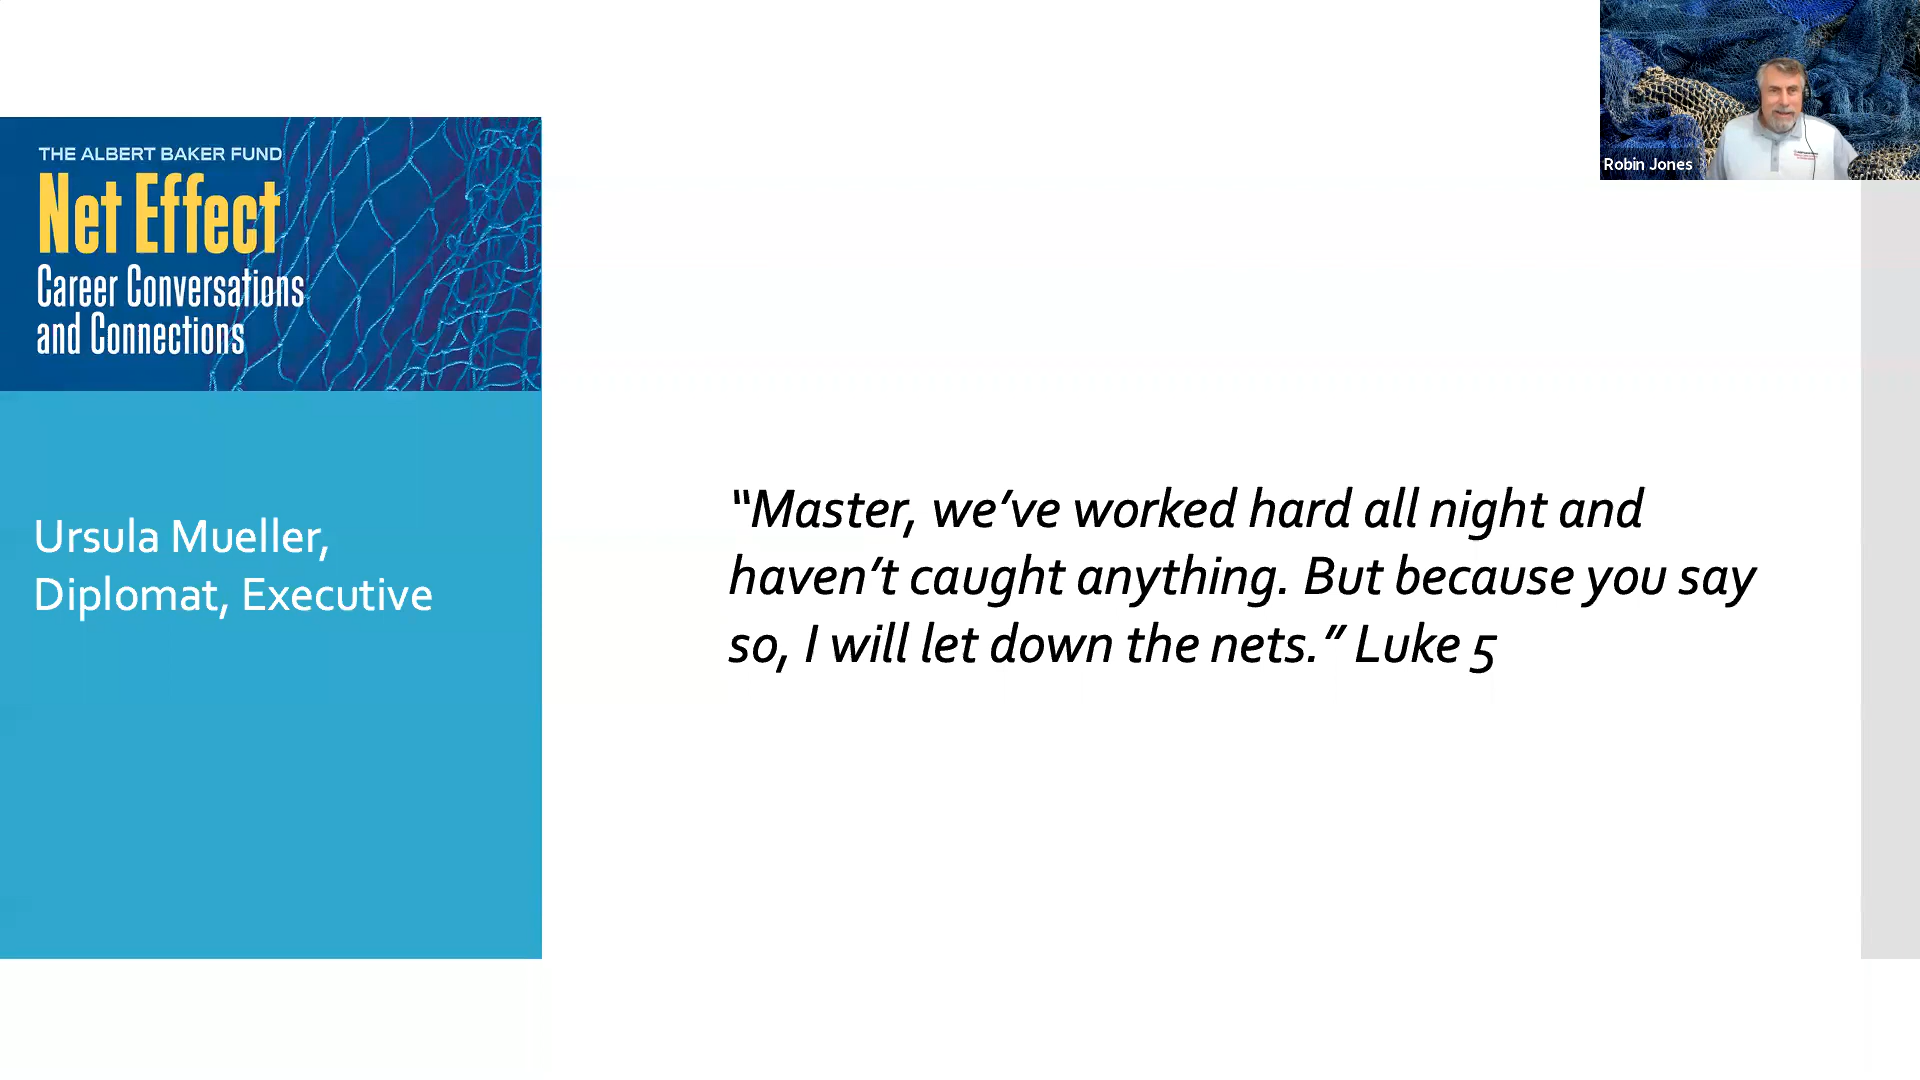 THE ALBERT BAKER FUND
Net Effect
Career Conversations
and Connections
Ursula Mueller,
Diplomat, Executive
“Master, we’ve worked hard all night and
haven’t caught anything. But because you say
so, I will let down the nets.” Luke 5
Robin Jones